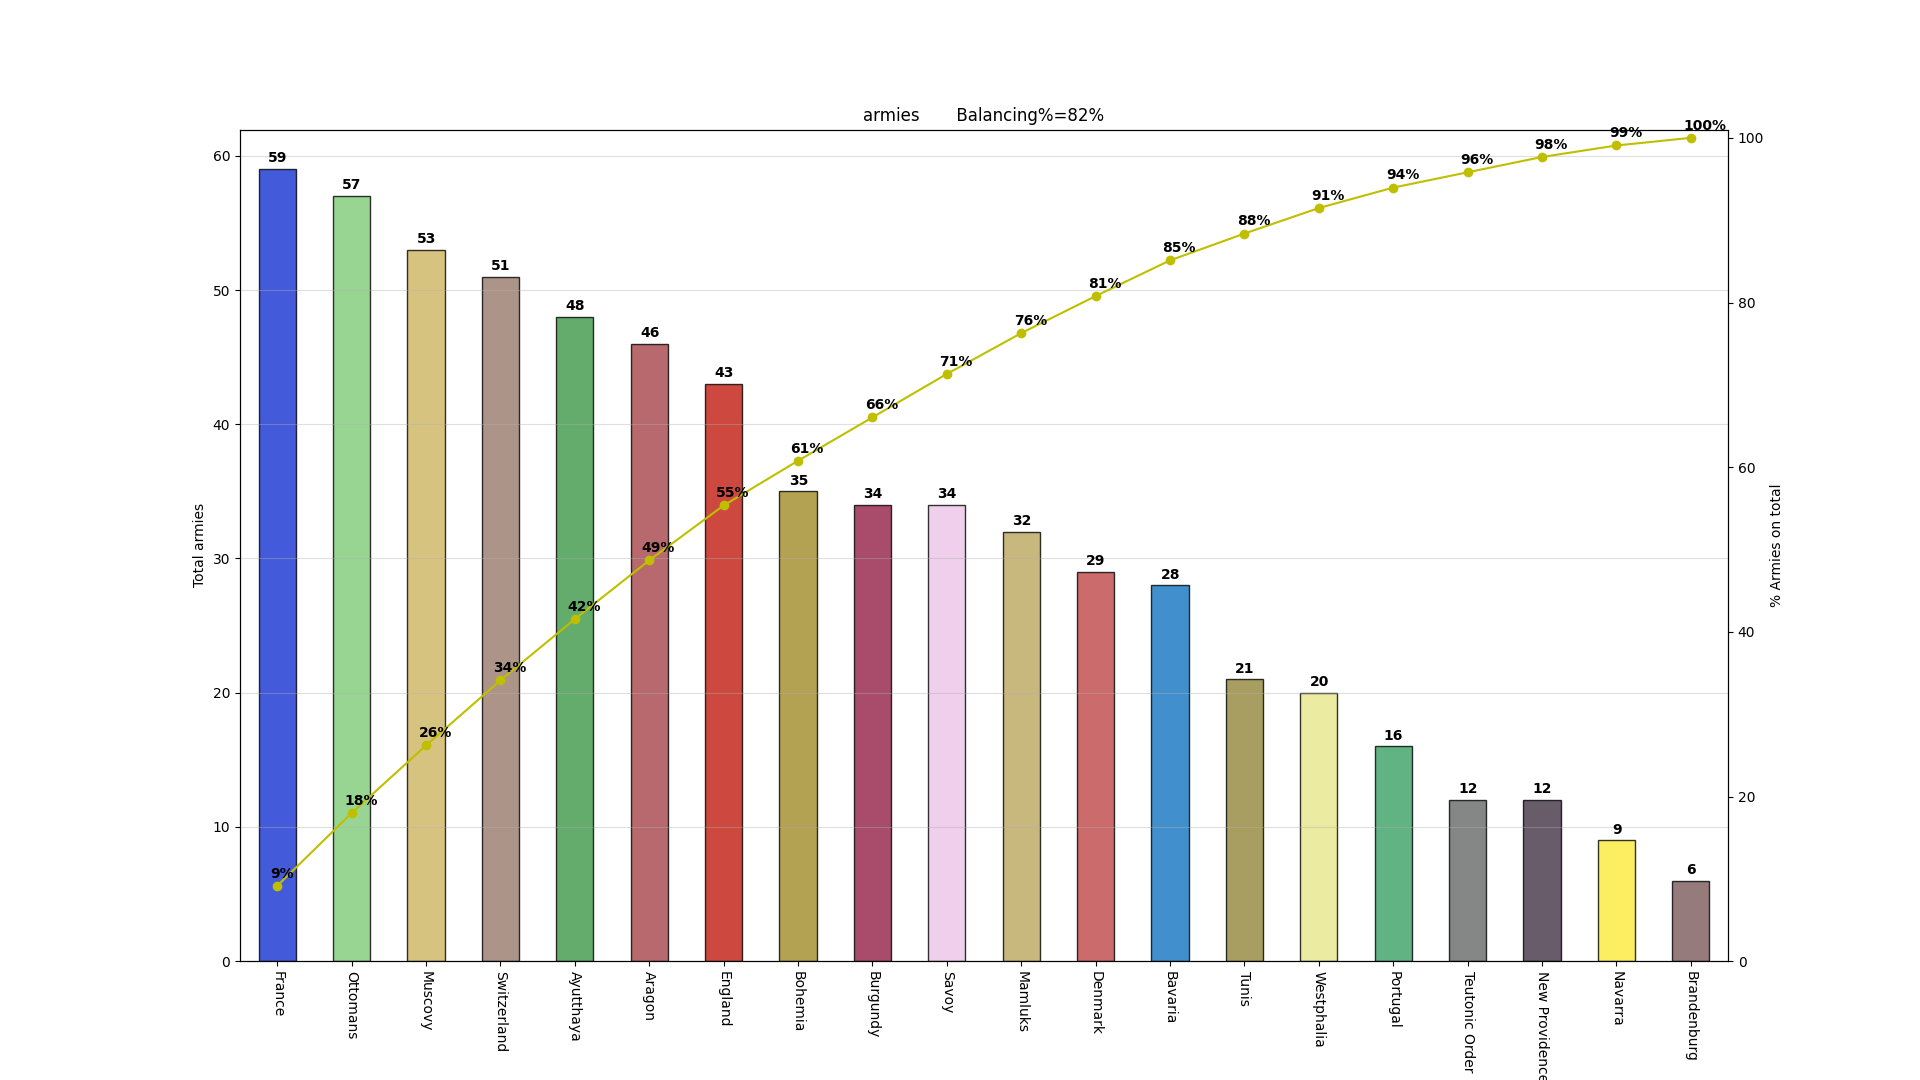 armies Balancing%=82%
Total armies
60
50
40
30
20
10
0
59
57
53
51
48
46
43
35
34
34
32
29
28
21
20
16
12
12
9
6
9%
18%
26%
34%
42%
49%
55%
61%
66%
71%
76%
81%
85%
88%
91%
94%
96%
98%
99%
100%
100
80
60
40
20
0
% Armies on total
France
Ottomans
Muscovy
Switzerland
Ayutthaya
Aragon
England
Bohemia
Burgundy
Savoy
Mamluks
Denmark
Bavaria
Tunis
Westphalia
Portugal
Teutonic Order
New Providence
Navarra
Brandenburg